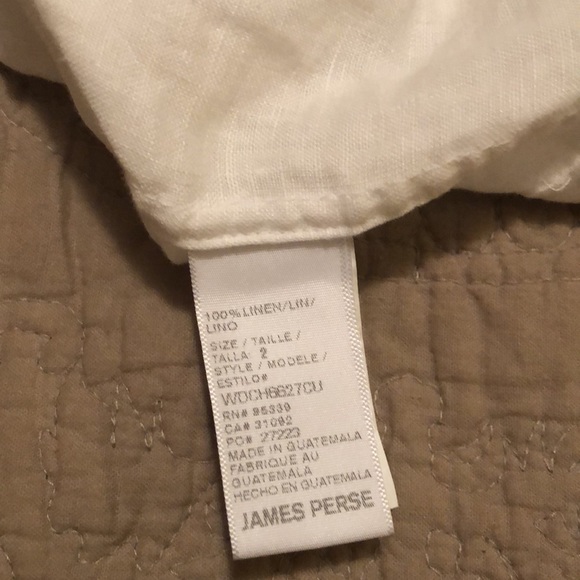 100% LINEN/LIN/
LINO
SIZE / TAILLE /
TALLA 2
STYLE / MODELE /
ESTILO#
WDCH6627CU
RN# 85339
CA# 31092
PO# 27223
MADE IN GUATEMALA
FABRIQUE AU
GUATEMALA
HECHO EN GUATEMALA
JAMES PERSE